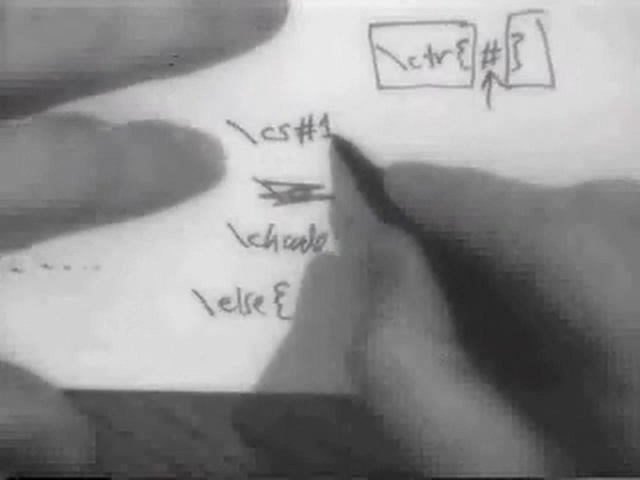 \ctr{ # }\
\cs#1
\else{